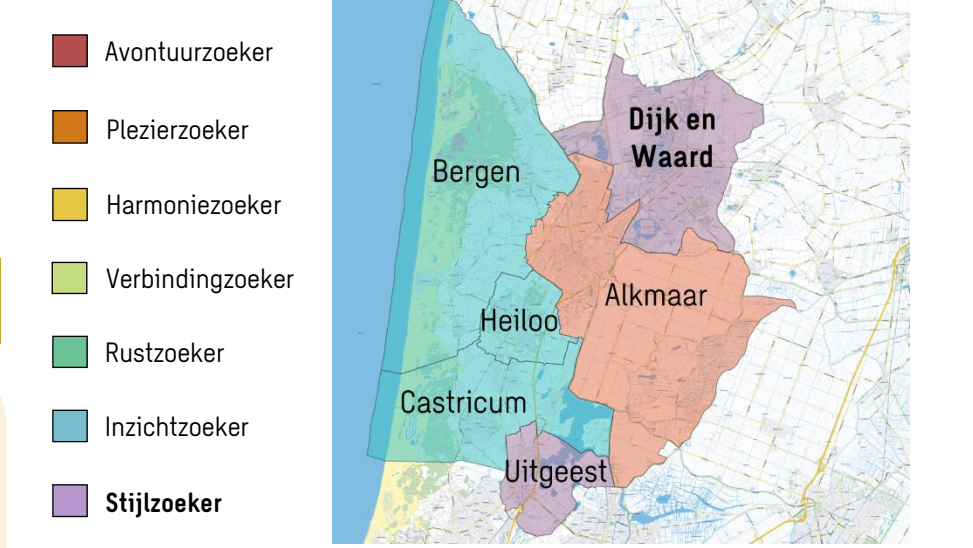 Avontuurzoeker
Plezierzoeker
Harmoniezoeker
Verbindingzoeker
Rustzoeker
Inzichtzoeker
Stijlzoeker
Dijk en
Waard
Bergen
Alkmaar
Heiloo
Castricum
Uitgeest